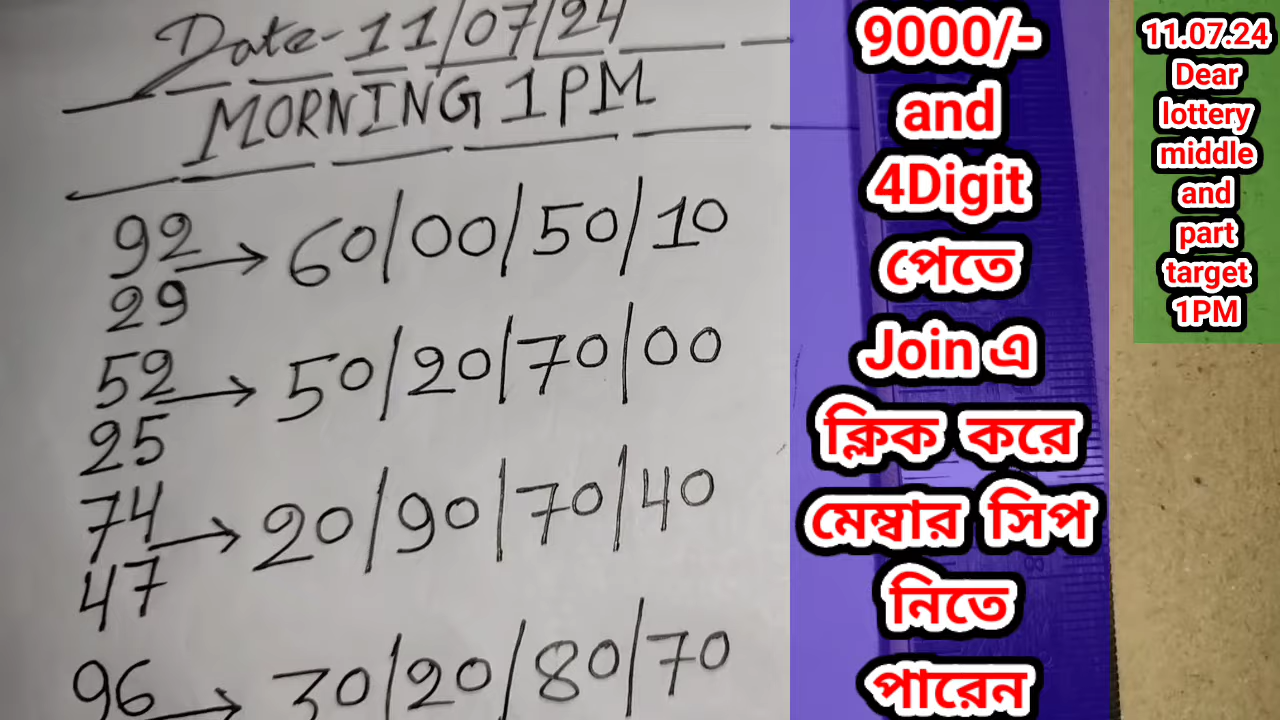 Date-11/07/24
MORNING 1PM
92 → 60/00/50/10
29
52 → 50/20/70/00
25
74 → 20/90/70/40
47
96 → 30/20/80/70
9000/-
and
4Digit
পেতে
Join এ
ক্লিক করে
মেম্বার সিপ
নিতে
পারেন
11.07.24
Dear
lottery
middle
and
part
target
1PM